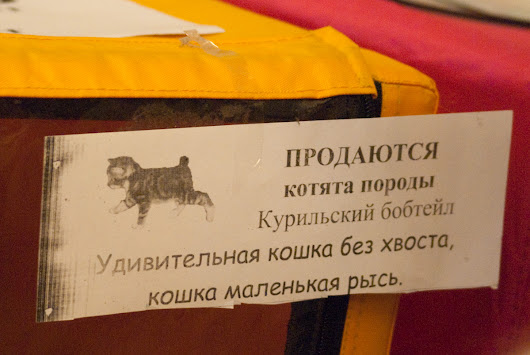 ПРОДАЮТСЯ
котята породы
Курильский бобтейл
Удивительная кошка без хвоста,
кошка маленькая рысь.